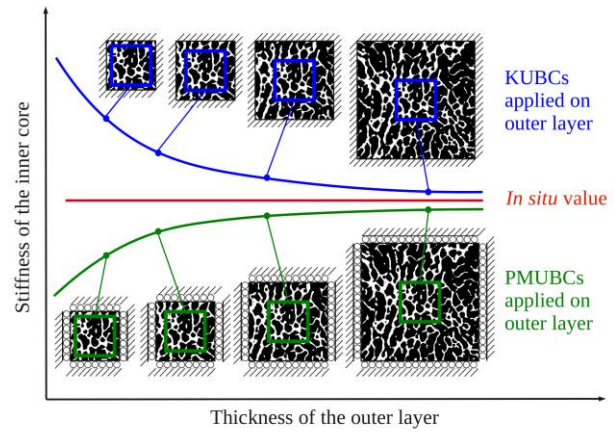 Stiffness of the inner core
KUBCs
applied on
outer layer
In situ value
PMUBCs
applied on
outer layer
Thickness of the outer layer